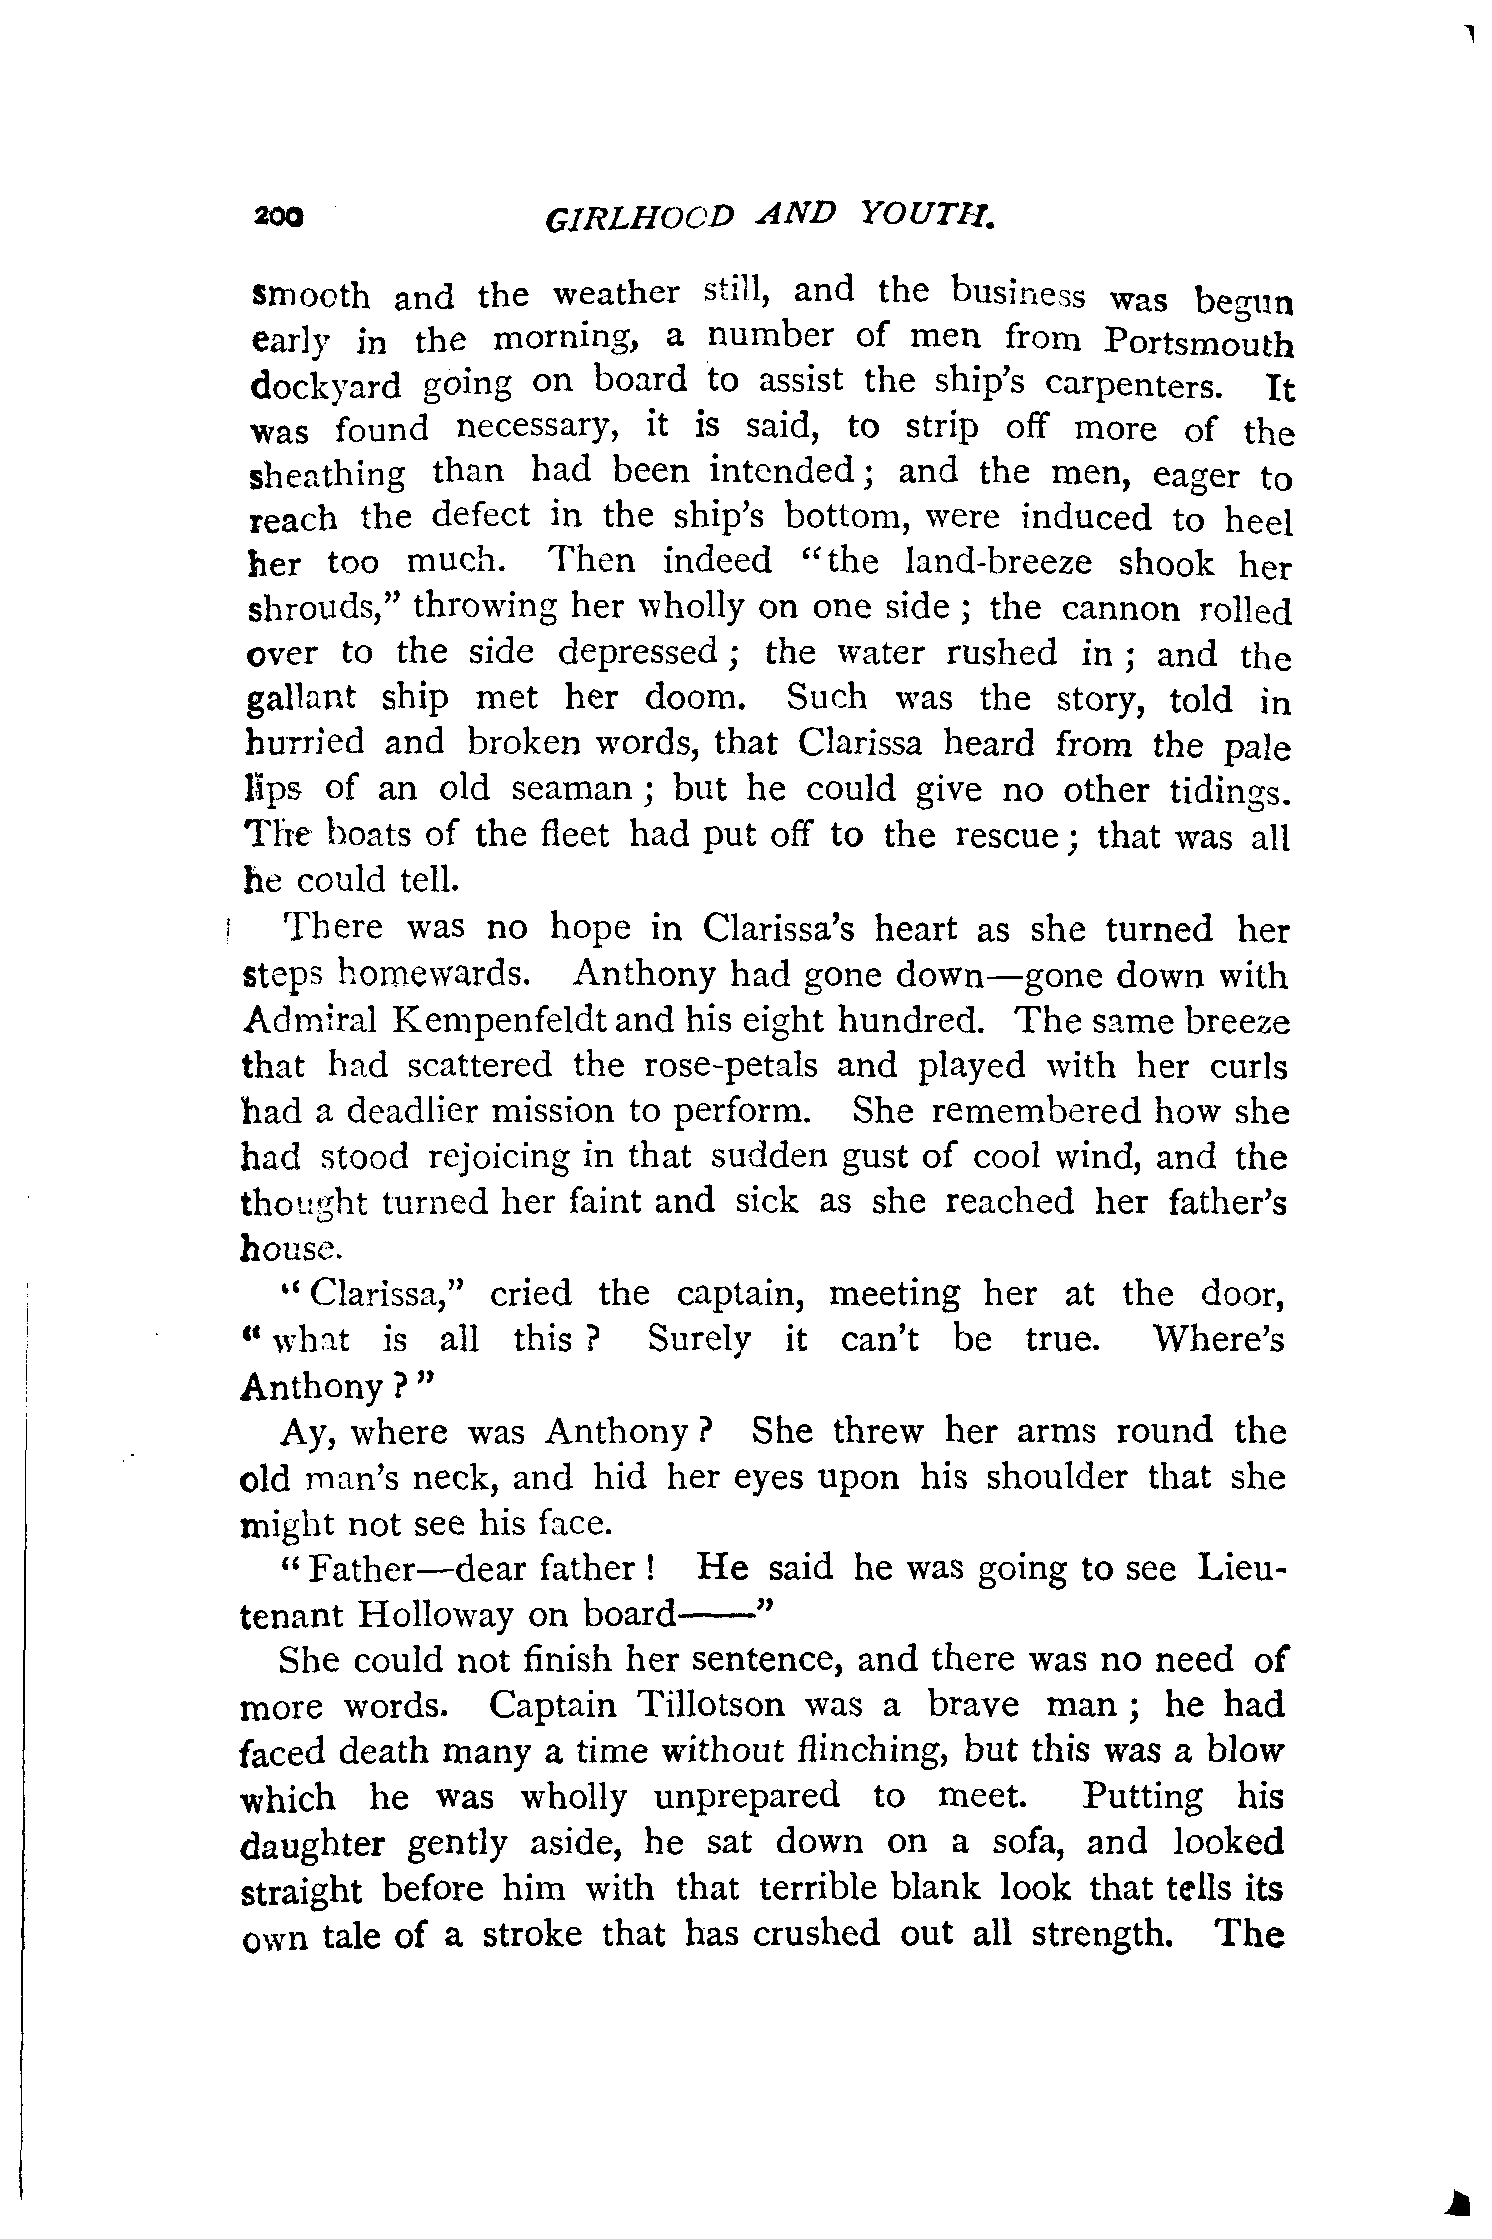 200 GIRLHOOD AND YOUTH.
smooth and the weather still, and the business was begun
early in the morning, a number of men from Portsmouth
dockyard going on board to assist the ship's carpenters. It
was found necessary, it is said, to strip off more of the
sheathing than had been intended; and the men, eager to
reach the defect in the ship's bottom, were induced to heel
her too much. Then indeed "the land-breeze shook her
shrouds," throwing her wholly on one side; the cannon rolled
over to the side depressed; the water rushed in; and the
gallant ship met her doom. Such was the story, told in
hurried and broken words, that Clarissa heard from the pale
lips of an old seaman; but he could give no other tidings.
The boats of the fleet had put off to the rescue; that was all
he could tell.
There was no hope in Clarissa's heart as she turned her
steps homewards. Anthony had gone down—gone down with
Admiral Kempenfeldt and his eight hundred. The same breeze
that had scattered the rose-petals and played with her curls
had a deadlier mission to perform. She remembered how she
had stood rejoicing in that sudden gust of cool wind, and the
thought turned her faint and sick as she reached her father's
house.
"Clarissa," cried the captain, meeting her at the door,
"what is all this? Surely it can't be true. Where's
Anthony?"
Ay, where was Anthony? She threw her arms round the
old man's neck, and hid her eyes upon his shoulder that she
might not see his face.
"Father—dear father! He said he was going to see Lieu-
tenant Holloway on board——"
She could not finish her sentence, and there was no need of
more words. Captain Tillotson was a brave man; he had
faced death many a time without flinching, but this was a blow
which he was wholly unprepared to meet. Putting his
daughter gently aside, he sat down on a sofa, and looked
straight before him with that terrible blank look that tells its
own tale of a stroke that has crushed out all strength. The